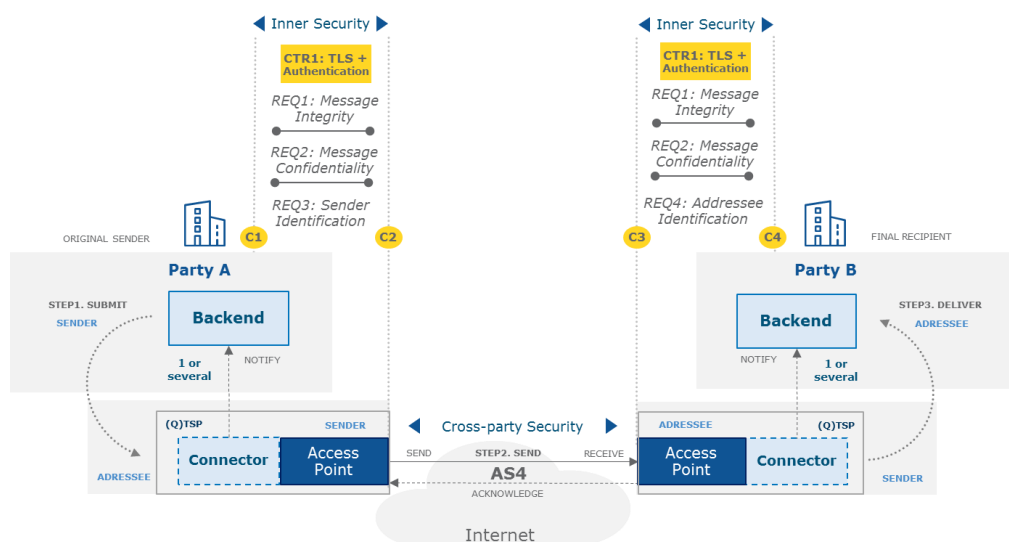 Inner Security
Inner Security
CTR1: TLS +
Authentication
CTR1: TLS +
Authentication
REQ1: Message
Integrity
REQ1: Message
Integrity
REQ2: Message
Confidentiality
REQ2: Message
Confidentiality
REQ3: Sender
Identification
REQ4: Addressee
Identification
ORIGINAL SENDER
C1
C2
C3
C4
FINAL RECIPIENT
Party A
Party B
STEP1. SUBMIT
SENDER
Backend
Backend
STEP3. DELIVER
ADRESSEE
1 or
several
NOTIFY
NOTIFY
1 or
several
(Q)TSP
SENDER
Cross-party Security
ADRESSEE
(Q)TSP
ADRESSEE
Connector
Access
Point
SEND
STEP2. SEND
RECEIVE
AS4
ACKNOWLEDGE
Access
Point
Connector
SENDER
Internet